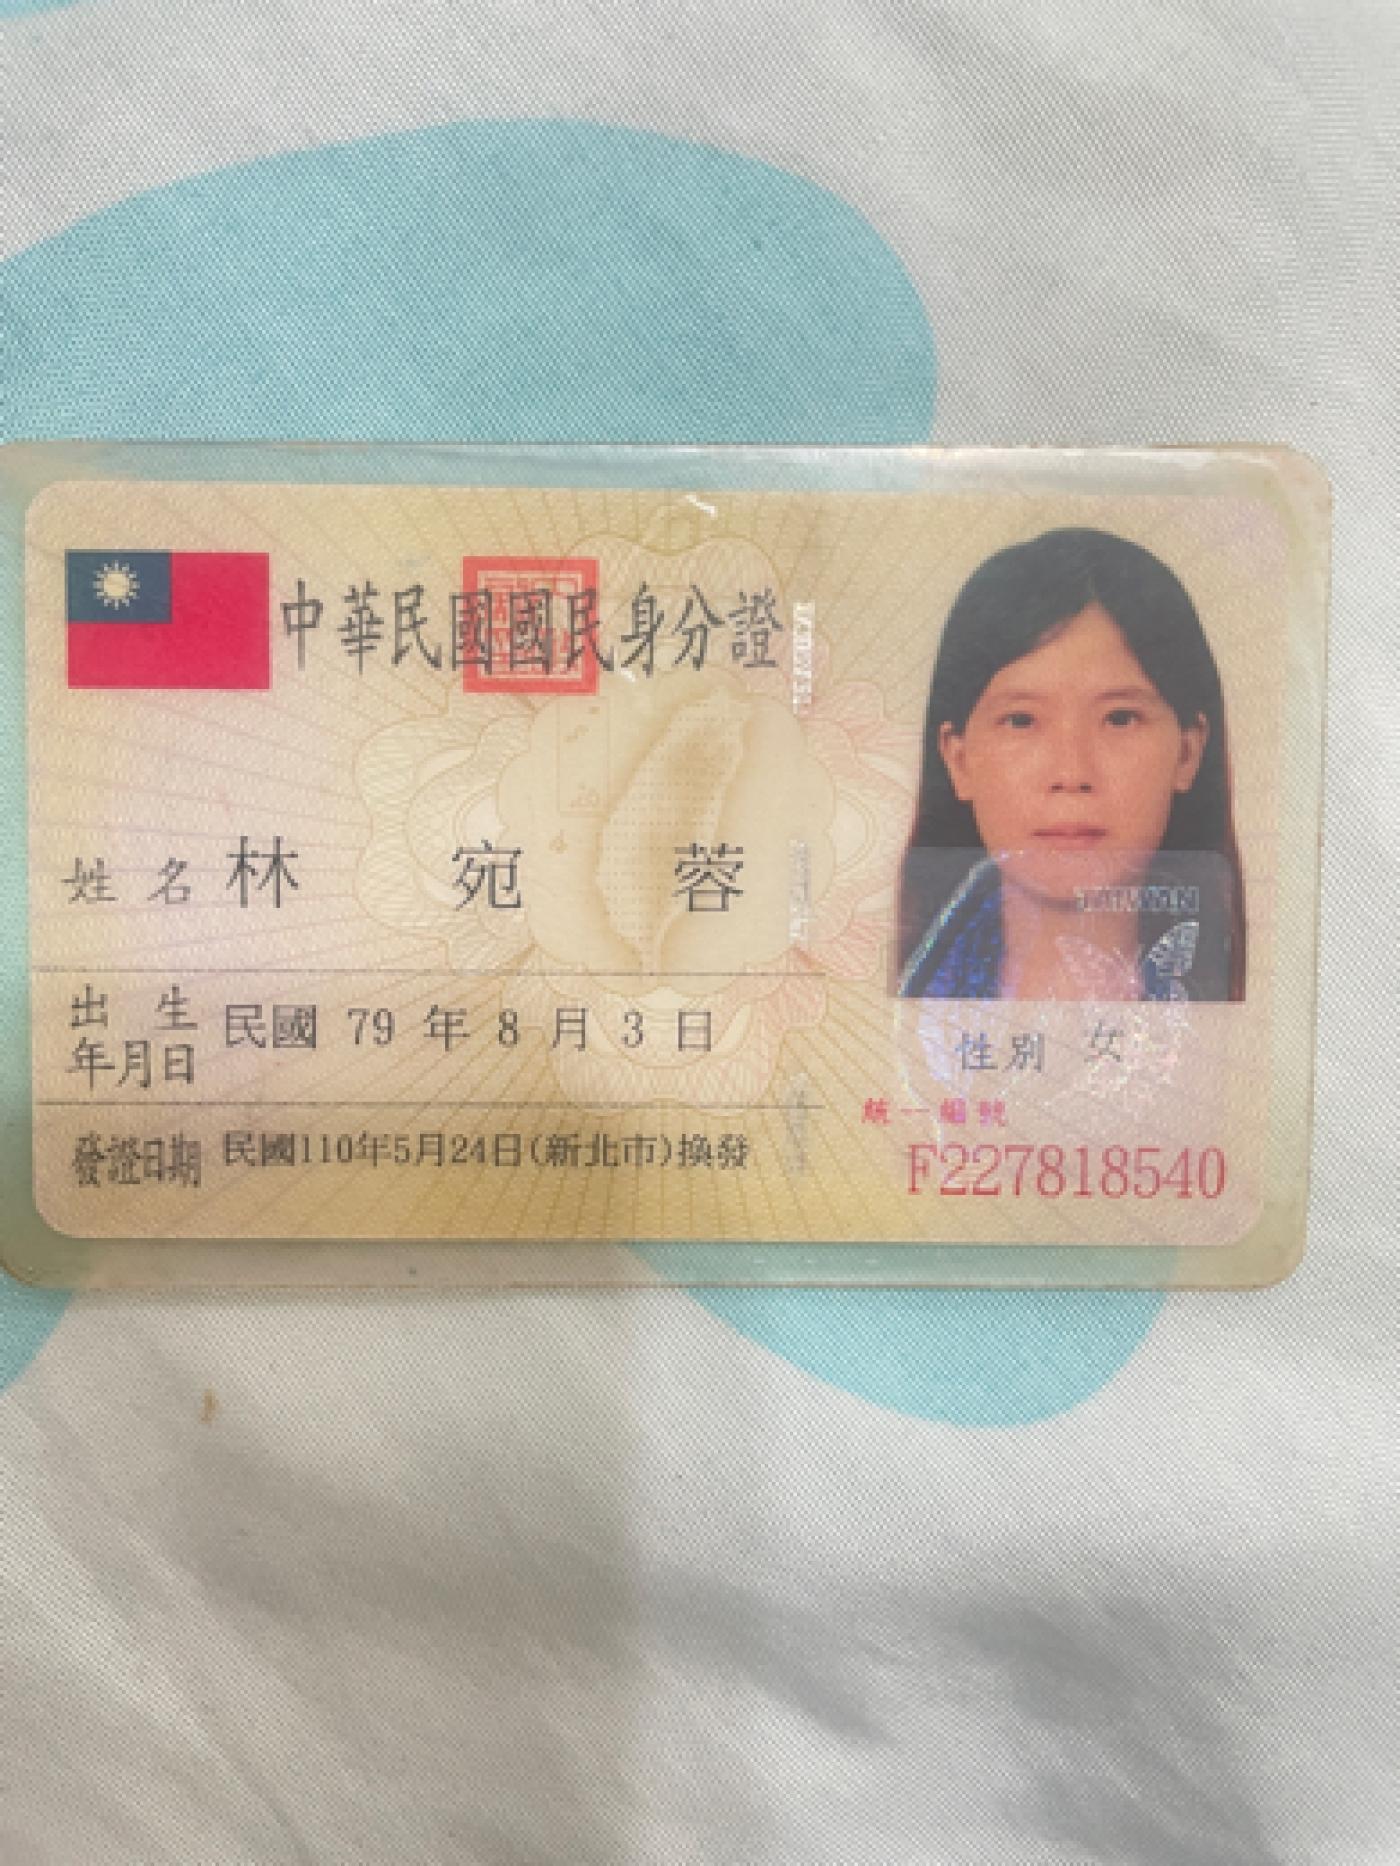 中華民國國民身分證
姓名 林宛蓉
出生年月日 民國 79 年 8 月 3 日
發證日期 民國110年5月24日(新北市)換發
TAIWAN
性別 女
統一編號
F227818540